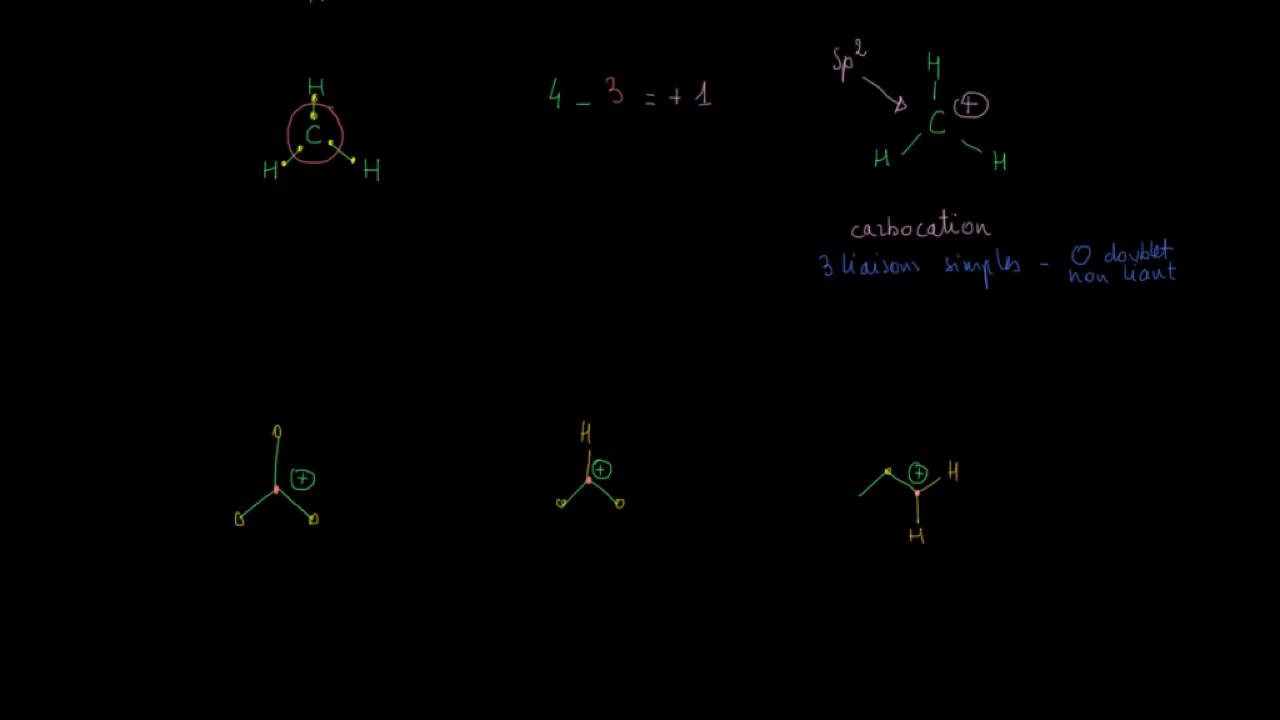 H
C
H H
4 - 3 = + 1
Sp²
H
C +
H H
carbocation
3 liaisons simples - 0 doublet
non liant
+
H
+
+ H
H